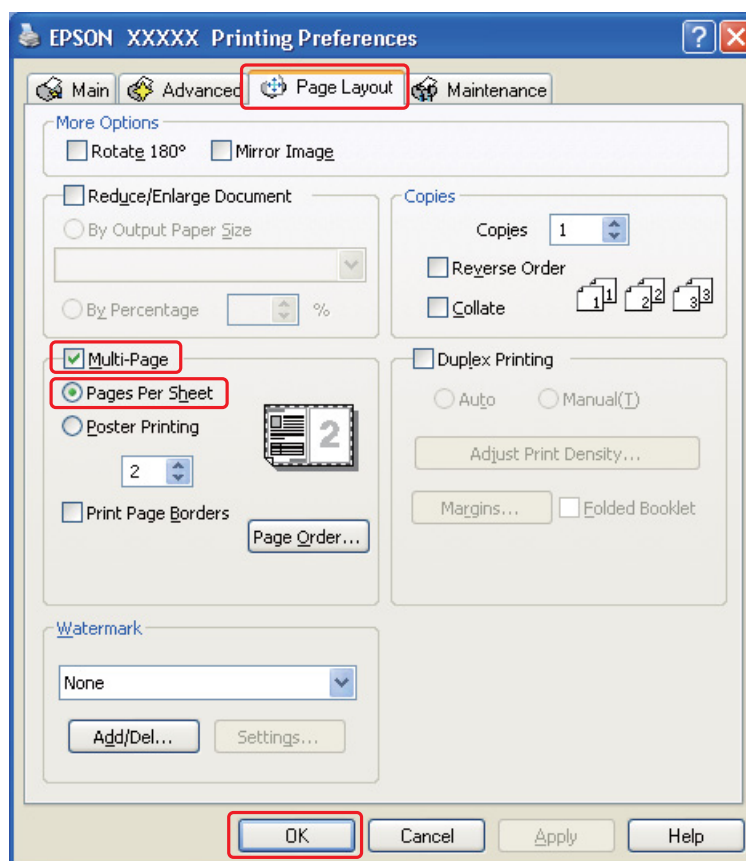 EPSON XXXXX Printing Preferences
Main Advanced Page Layout Maintenance
More Options
Rotate 180° Mirror Image
Reduce/Enlarge Document
By Output Paper Size
By Percentage %
Copies
Copies 1
Reverse Order
Collate
1 1 2 2 3 3
Multi-Page
Pages Per Sheet
Poster Printing
2
2
Print Page Borders
Page Order...
Duplex Printing
Auto Manual(T)
Adjust Print Density...
Margins... Folded Booklet
Watermark
None
Add/Del... Settings...
OK Cancel Apply Help